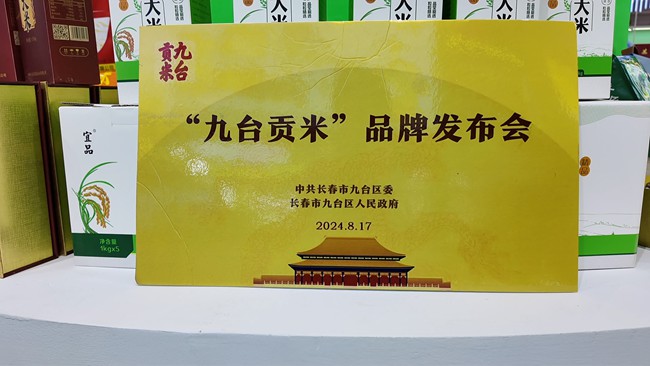 大米
大米
大米
九台
贡米
“九台贡米”品牌发布会
中共长春市九台区委
长春市九台区人民政府
2024.8.17
宜品
净含量
1kgx5